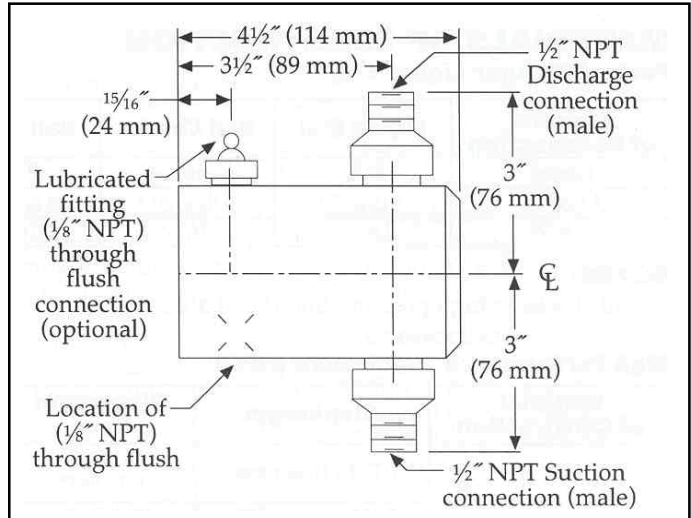 4½″ (114 mm)
3½″ (89 mm)
15⁄16″
(24 mm)
½″ NPT
Discharge
connection
(male)
3″
(76 mm)
Lubricated
fitting
(⅛″ NPT)
through
flush
connection
(optional)
℄
3″
(76 mm)
Location of
(⅛″ NPT)
through flush
½″ NPT Suction
connection (male)